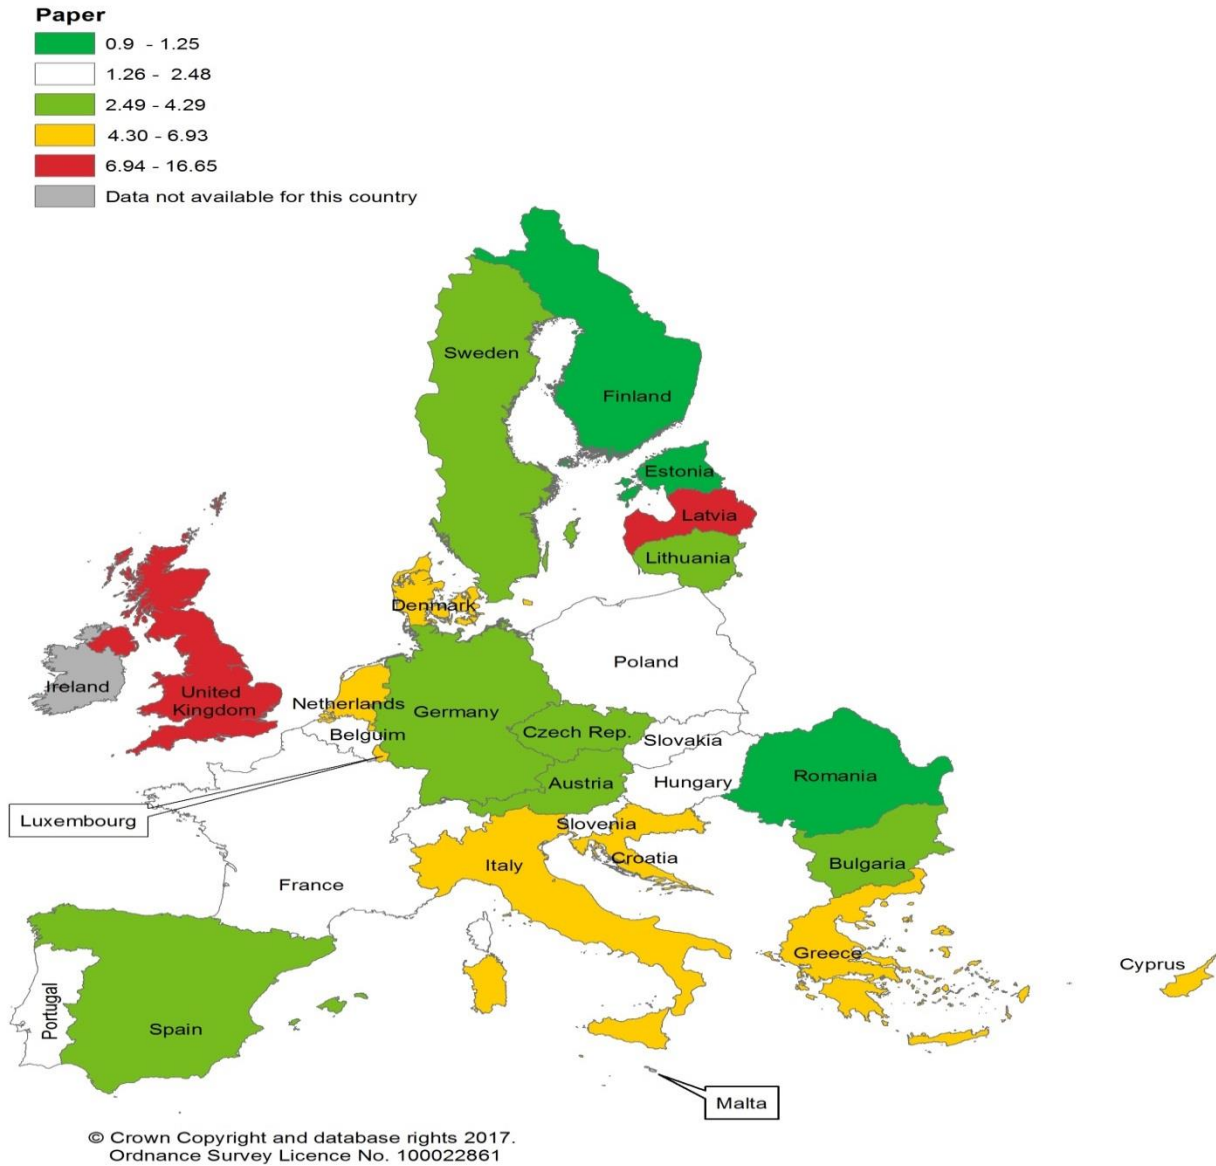 Paper
0.9 - 1.25
1.26 - 2.48
2.49 - 4.29
4.30 - 6.93
6.94 - 16.65
Data not available for this country
Sweden
Finland
Estonia
Latvia
Lithuania
Denmark
Poland
Ireland
United
Kingdom
Netherlands
Germany
Belguim
Czech Rep.
Slovakia
Austria
Hungary
Romania
Luxembourg
Slovenia
Croatia
Italy
Bulgaria
France
Greece
Cyprus
Portugal
Spain
Malta
© Crown Copyright and database rights 2017.
Ordnance Survey Licence No. 100022861